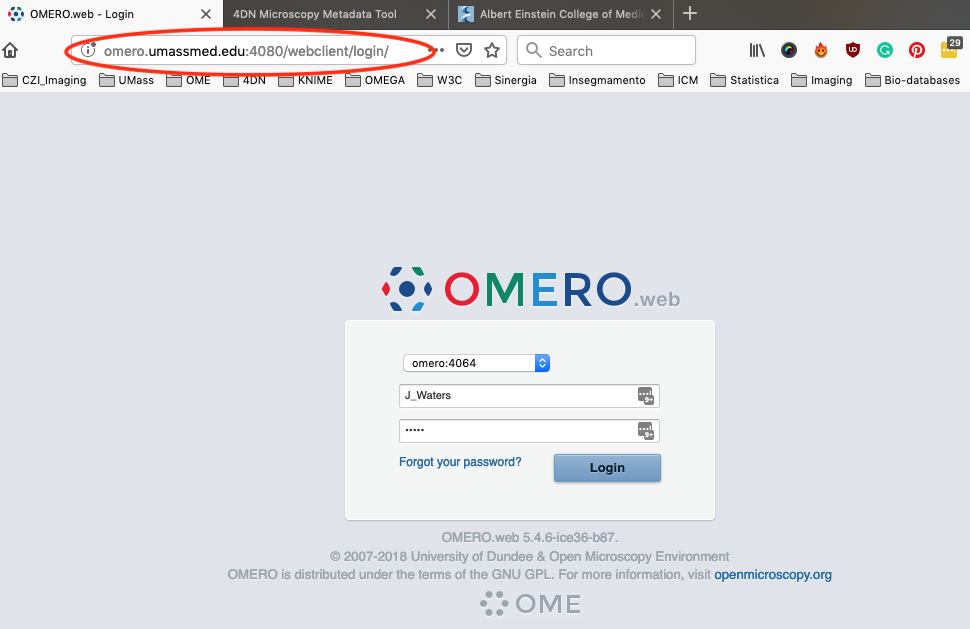 OMERO.web - Login
4DN Microscopy Metadata Tool
Albert Einstein College of Medi
omero.umassmed.edu:4080/webclient/login/
Search
29
CZI_Imaging UMass OME 4DN KNIME OMEGA W3C Sinergia Insegmamento ICM Statistica Imaging Bio-databases
OMERO.web
omero:4064
J_Waters
•••••
Forgot your password?
Login
OMERO.web 5.4.6-ice36-b87.
© 2007-2018 University of Dundee & Open Microscopy Environment
OMERO is distributed under the terms of the GNU GPL. For more information, visit openmicroscopy.org
OME